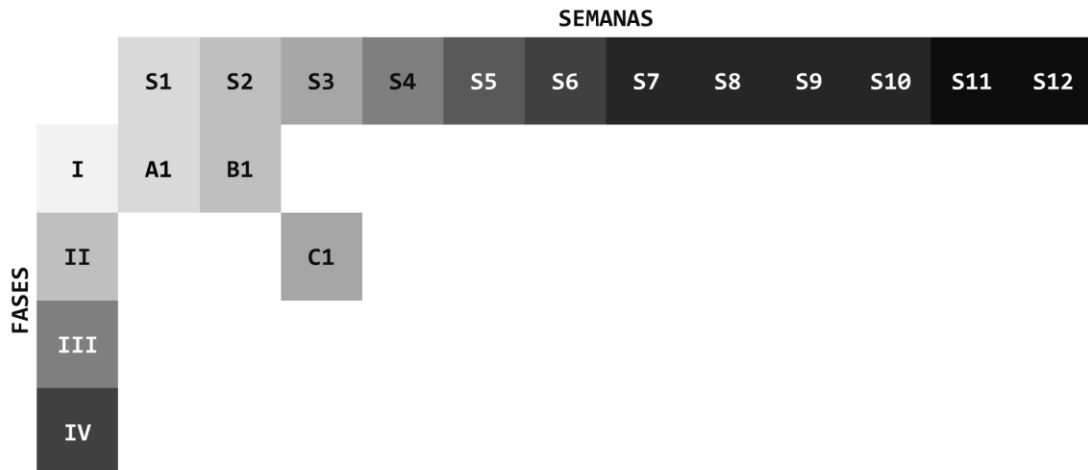 SEMANAS
S1 S2 S3 S4 S5 S6 S7 S8 S9 S10 S11 S12
I A1 B1
II C1
III
IV
FASES